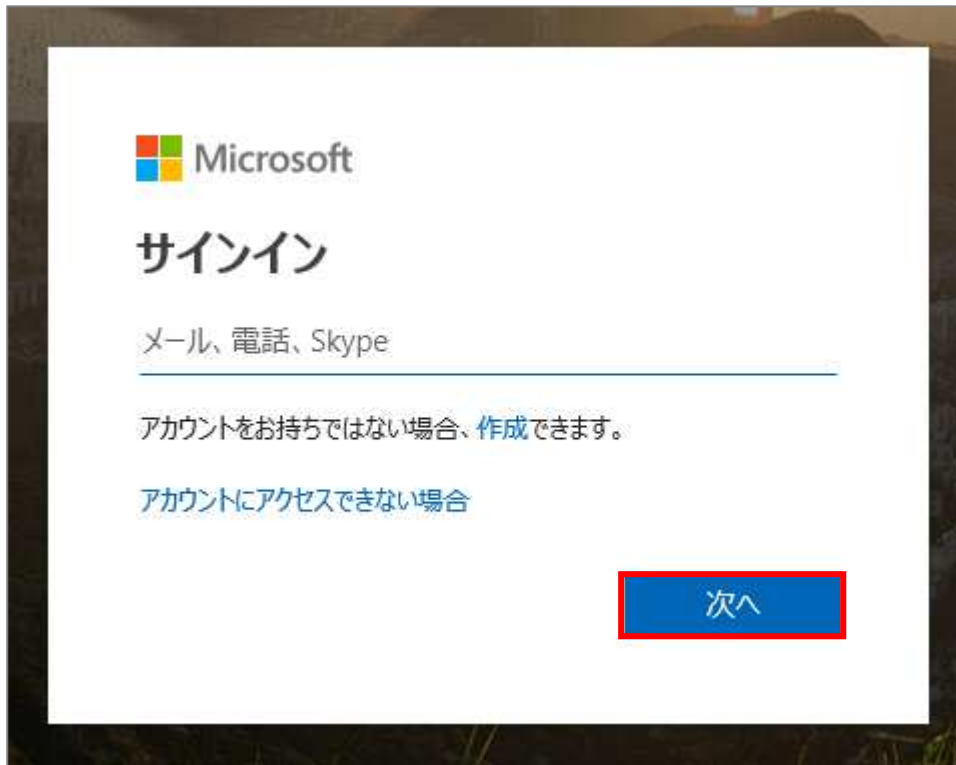 Microsoft
サインイン
メール、電話、Skype
アカウントをお持ちではない場合、作成できます。
アカウントにアクセスできない場合
次へ